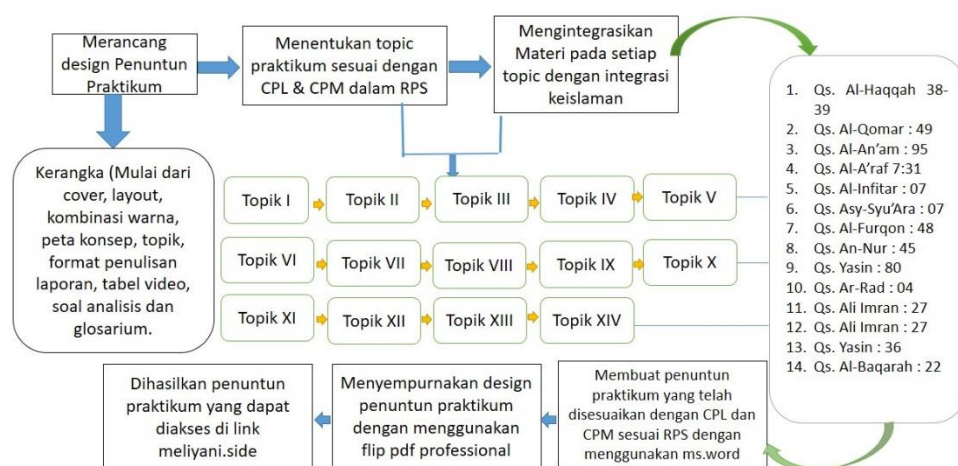 Merancang
design Penuntun
Praktikum
Menentukan topic
praktikum sesuai dengan
CPL & CPM dalam RPS
Mengintegrasikan
Materi pada setiap
topic dengan integrasi
keislaman
Kerangka (Mulai dari
cover, layout,
kombinasi warna,
peta konsep, topik,
format penulisan
laporan, tabel video,
soal analisis dan
glosarium.
Topik I
Topik II
Topik III
Topik IV
Topik V
Topik VI
Topik VII
Topik VIII
Topik IX
Topik X
Topik XI
Topik XII
Topik XIII
Topik XIV
1. Qs. Al-Haqqah 38-
39
2. Qs. Al-Qomar : 49
3. Qs. Al-An'am : 95
4. Qs. Al-A'raf 7:31
5. Qs. Al-Infitar : 07
6. Qs. Asy-Syu'Ara : 07
7. Qs. Al-Furqon : 48
8. Qs. An-Nur : 45
9. Qs. Yasin : 80
10. Qs. Ar-Rad : 04
11. Qs. Ali Imran : 27
12. Qs. Ali Imran : 27
13. Qs. Yasin : 36
14. Qs. Al-Baqarah : 22
Membuat penuntun
praktikum yang telah
disesuaikan dengan CPL dan
CPM sesuai RPS dengan
menggunakan ms.word
Menyempurnakan design
penuntun praktikum
dengan menggunakan
flip pdf professional
Dihasilkan penuntun
praktikum yang dapat
diakses di link
meliyani.side